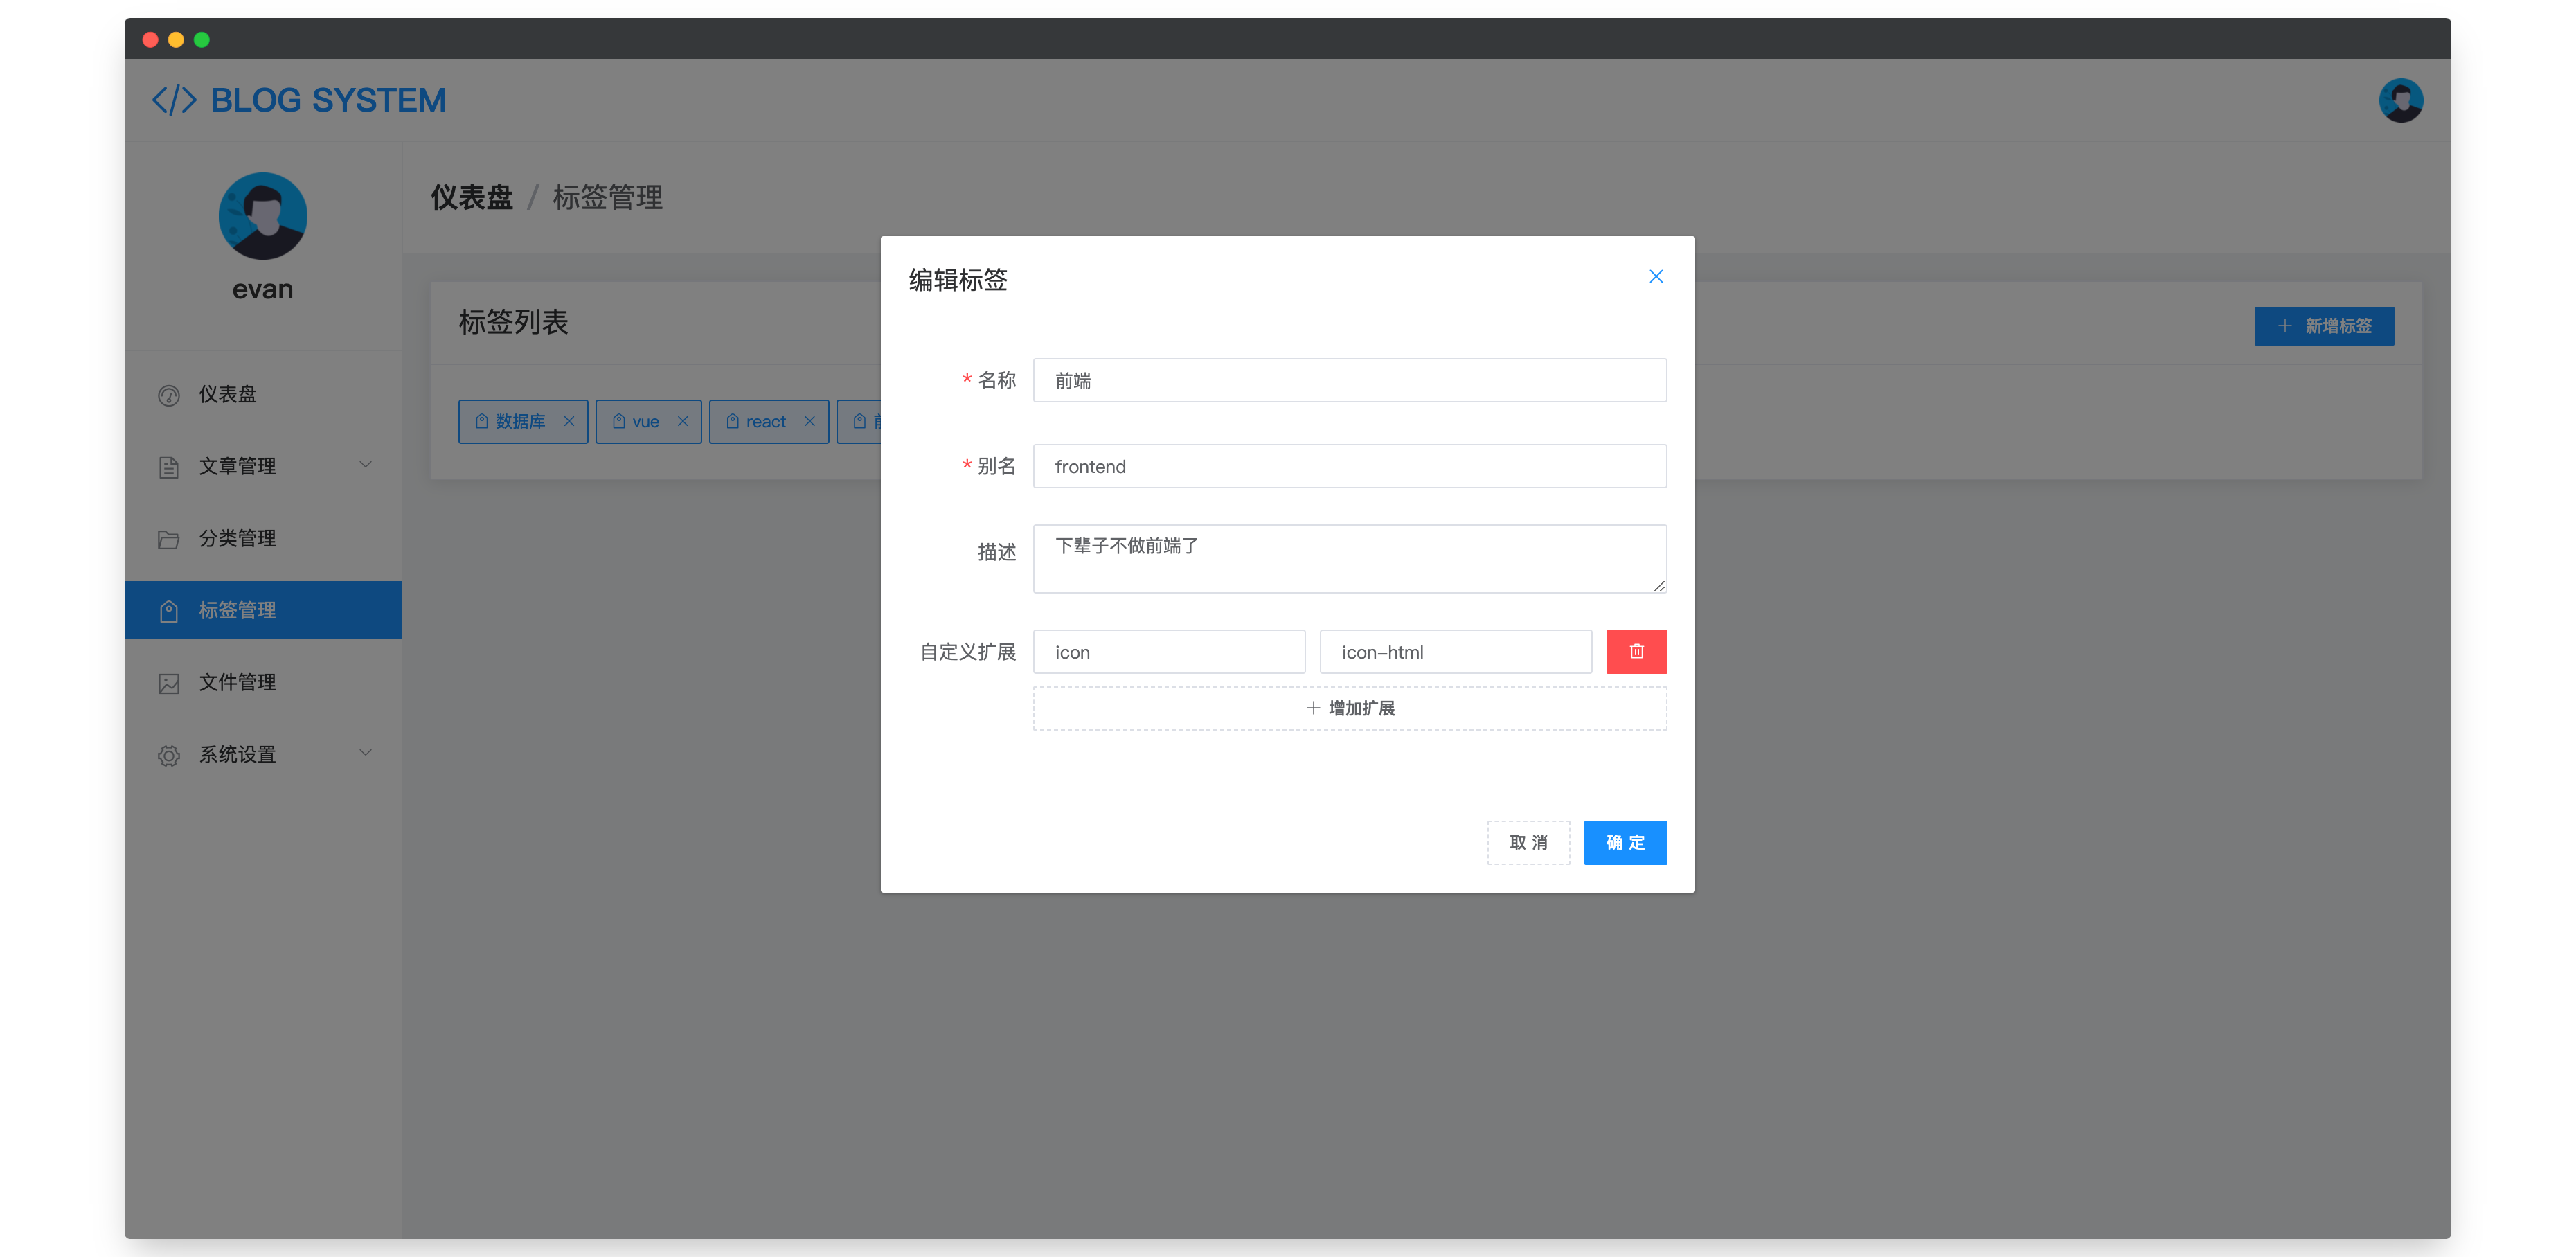 BLOG SYSTEM
evan
仪表盘
文章管理
分类管理
标签管理
文件管理
系统设置
仪表盘 / 标签管理
标签列表
新增标签
数据库 vue react
编辑标签
* 名称 前端
* 别名 frontend
描述 下辈子不做前端了
自定义扩展 icon icon-html
增加扩展
取 消 确 定